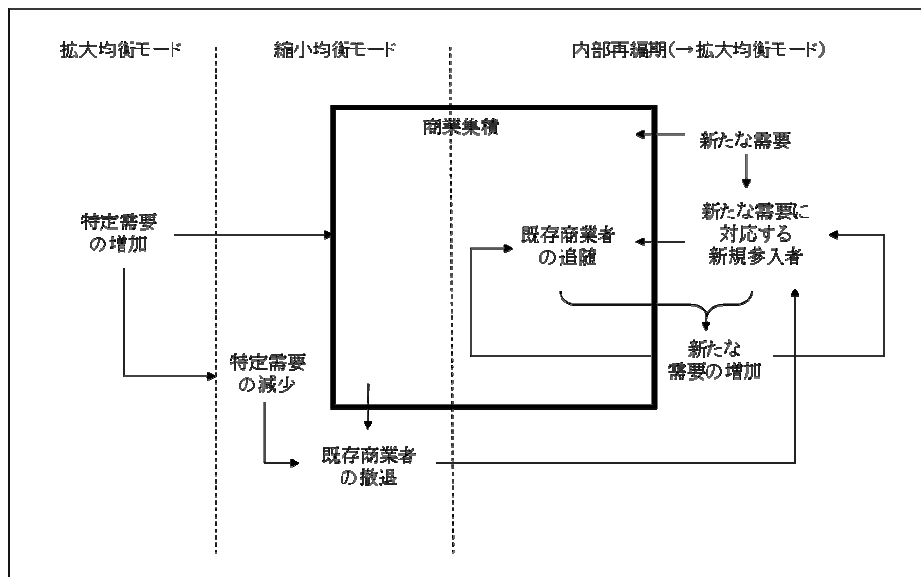 拡大均衡モード
縮小均衡モード
内部再編期(→拡大均衡モード)
商業集積
新たな需要
特定需要
の増加
既存商業者
の追随
新たな需要に
対応する
新規参入者
特定需要
の減少
新たな
需要の増加
既存商業者
の撤退